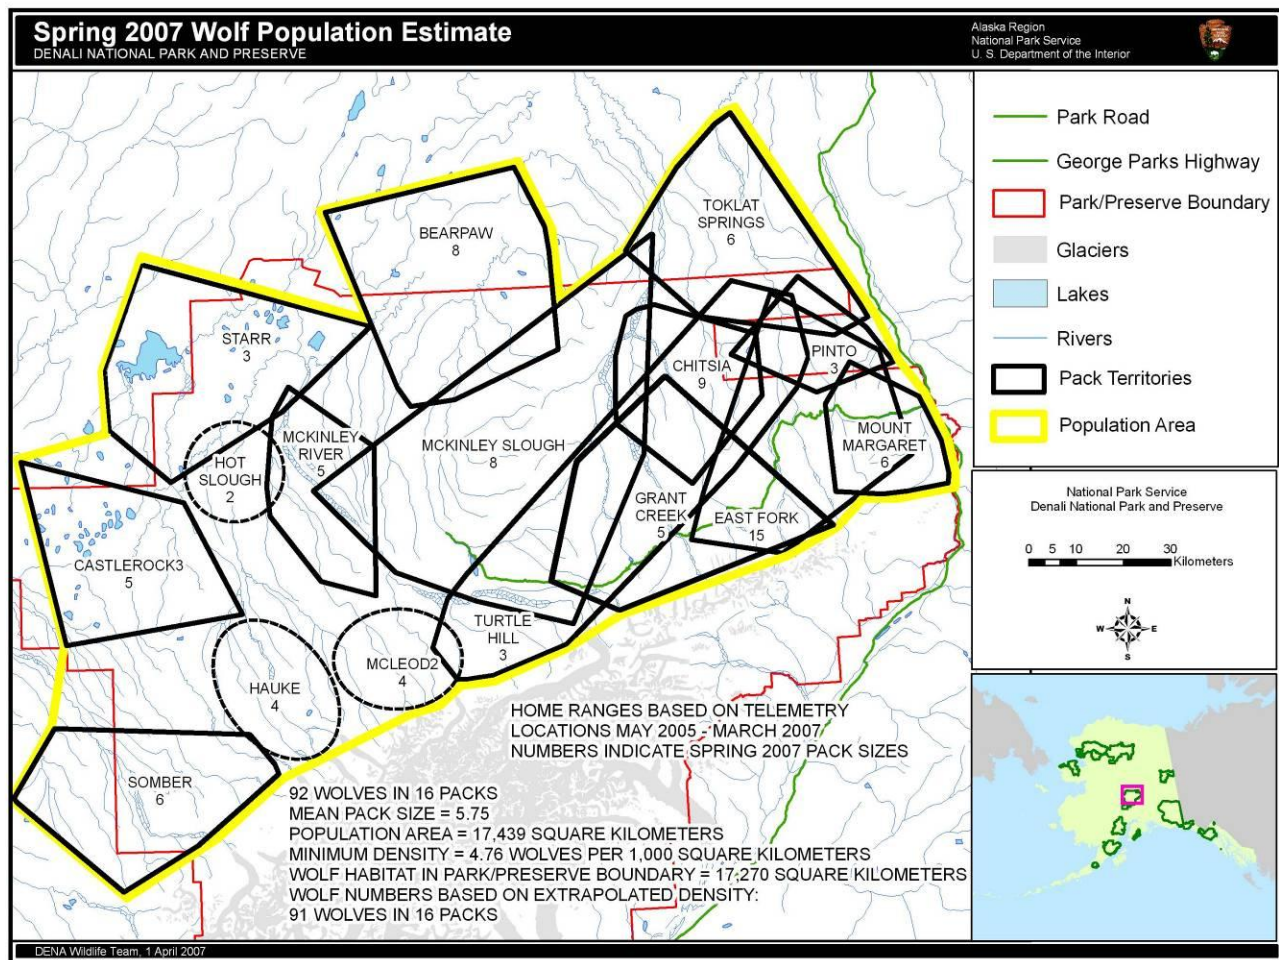 Spring 2007 Wolf Population Estimate
DENALI NATIONAL PARK AND PRESERVE
Alaska Region
National Park Service
U. S. Department of the Interior
TOKLAT
SPRINGS
6
BEARPAW
8
STARR
3
CHITSIA
9
PINTO
3
MCKINLEY
RIVER
5
MCKINLEY SLOUGH
8
MOUNT
MARGARET
6
HOT
SLOUGH
2
GRANT
CREEK
5
EAST FORK
15
CASTLEROCK3
5
TURTLE
HILL
3
MCLEOD2
4
HAUKE
4
SOMBER
6
HOME RANGES BASED ON TELEMETRY
LOCATIONS MAY 2005 - MARCH 2007
NUMBERS INDICATE SPRING 2007 PACK SIZES
92 WOLVES IN 16 PACKS
MEAN PACK SIZE = 5.75
POPULATION AREA = 17,439 SQUARE KILOMETERS
MINIMUM DENSITY = 4.76 WOLVES PER 1,000 SQUARE KILOMETERS
WOLF HABITAT IN PARK/PRESERVE BOUNDARY = 17,270 SQUARE KILOMETERS
WOLF NUMBERS BASED ON EXTRAPOLATED DENSITY:
91 WOLVES IN 16 PACKS
Park Road
George Parks Highway
Park/Preserve Boundary
Glaciers
Lakes
Rivers
Pack Territories
Population Area
National Park Service
Denali National Park and Preserve
0 5 10 20 30
Kilometers
N
W E
S
DENA Wildlife Team, 1 April 2007